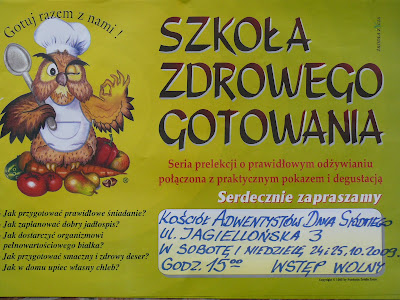 Gotuj razem z nami !
SZKOŁA
ZDROWEGO
GOTOWANIA
Seria prelekcji o prawidłowym odżywianiu
połączona z praktycznym pokazem i degustacją
Serdecznie zapraszamy
Jak przygotować prawidłowe śniadanie?
Jak zaplanować dobry jadłospis?
Jak dostarczyć organizmowi
pełnowartościowego białka?
Jak przygotować smaczny i zdrowy deser?
Jak w domu upiec własny chleb?
KOŚCIÓŁ ADWENTYSTÓW DNIA SIÓDMEGO
UL. JAGIELLOŃSKA 3
W SOBOTĘ I NIEDZIELĘ, 24 i 25.10.2009.
GODZ. 15 00 WSTĘP WOLNY